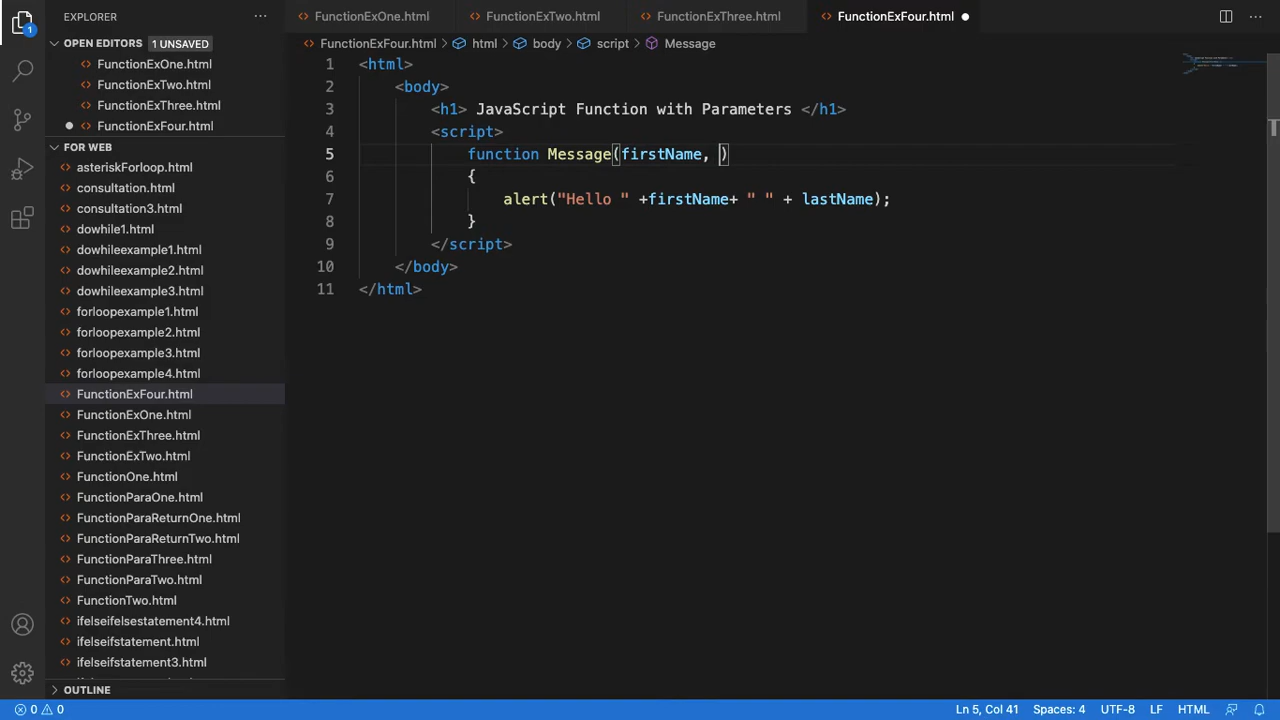 EXPLORER
FunctionExOne.html
FunctionExTwo.html
FunctionExThree.html
FunctionExFour.html
1
OPEN EDITORS 1 UNSAVED
FunctionExOne.html
FunctionExTwo.html
FunctionExThree.html
FunctionExFour.html
FOR WEB
asteriskForloop.html
consultation.html
consultation3.html
dowhile1.html
dowhileexample1.html
dowhileexample2.html
dowhileexample3.html
forloopexample1.html
forloopexample2.html
forloopexample3.html
forloopexample4.html
FunctionExFour.html
FunctionExOne.html
FunctionExThree.html
FunctionExTwo.html
FunctionOne.html
FunctionParaOne.html
FunctionParaReturnOne.html
FunctionParaReturnTwo.html
FunctionParaThree.html
FunctionParaTwo.html
FunctionTwo.html
ifelseifelsestatement4.html
ifelseifstatement.html
ifelseifstatement3.html
OUTLINE
FunctionExFour.html > html > body > script > Message
1 <html>
2 <body>
3 <h1> JavaScript Function with Parameters </h1>
4 <script>
5 function Message(firstName, )
6 {
7 alert("Hello " +firstName+ " " + lastName);
8 }
9 </script>
10 </body>
11 </html>
0 0 Ln 5, Col 41 Spaces: 4 UTF-8 LF HTML